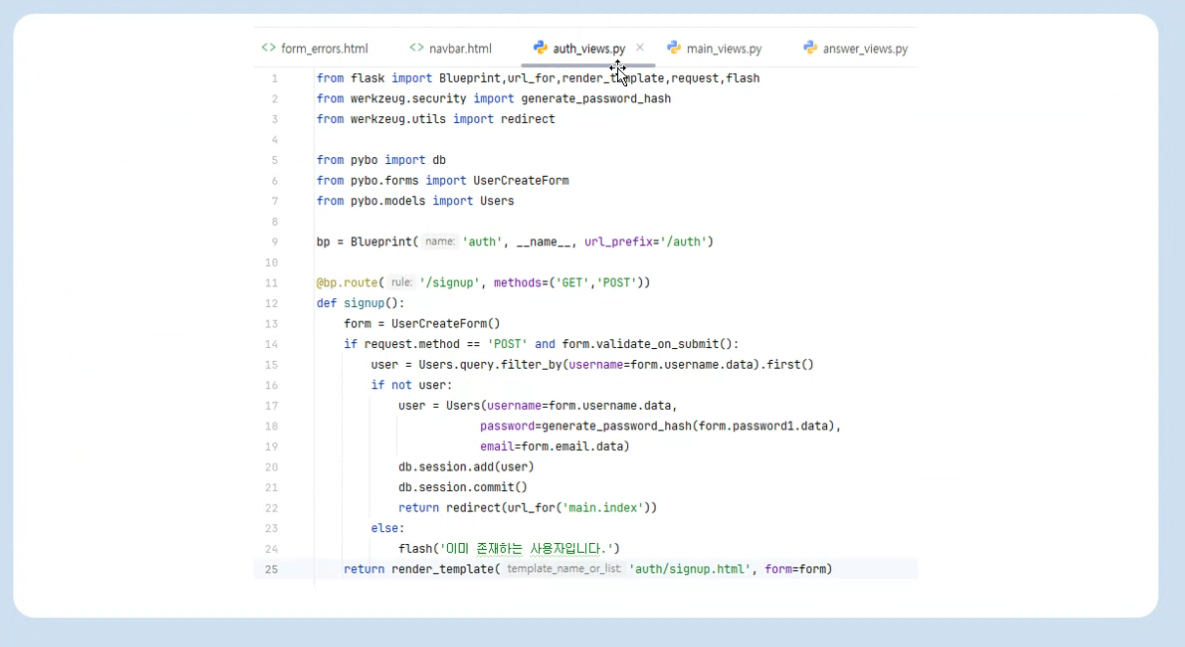 form_errors.html navbar.html auth_views.py × main_views.py answer_views.py
1 from flask import Blueprint,url_for,render_template,request,flash
2 from werkzeug.security import generate_password_hash
3 from werkzeug.utils import redirect
4
5 from pybo import db
6 from pybo.forms import UserCreateForm
7 from pybo.models import Users
8
9 bp = Blueprint( name: 'auth', __name__, url_prefix='/auth')
10
11 @bp.route( rule: '/signup', methods=('GET','POST'))
12 def signup():
13     form = UserCreateForm()
14     if request.method == 'POST' and form.validate_on_submit():
15         user = Users.query.filter_by(username=form.username.data).first()
16         if not user:
17             user = Users(username=form.username.data,
18                         password=generate_password_hash(form.password1.data),
19                         email=form.email.data)
20             db.session.add(user)
21             db.session.commit()
22             return redirect(url_for('main.index'))
23         else:
24             flash('이미 존재하는 사용자입니다.')
25     return render_template( template_name_or_list: 'auth/signup.html', form=form)